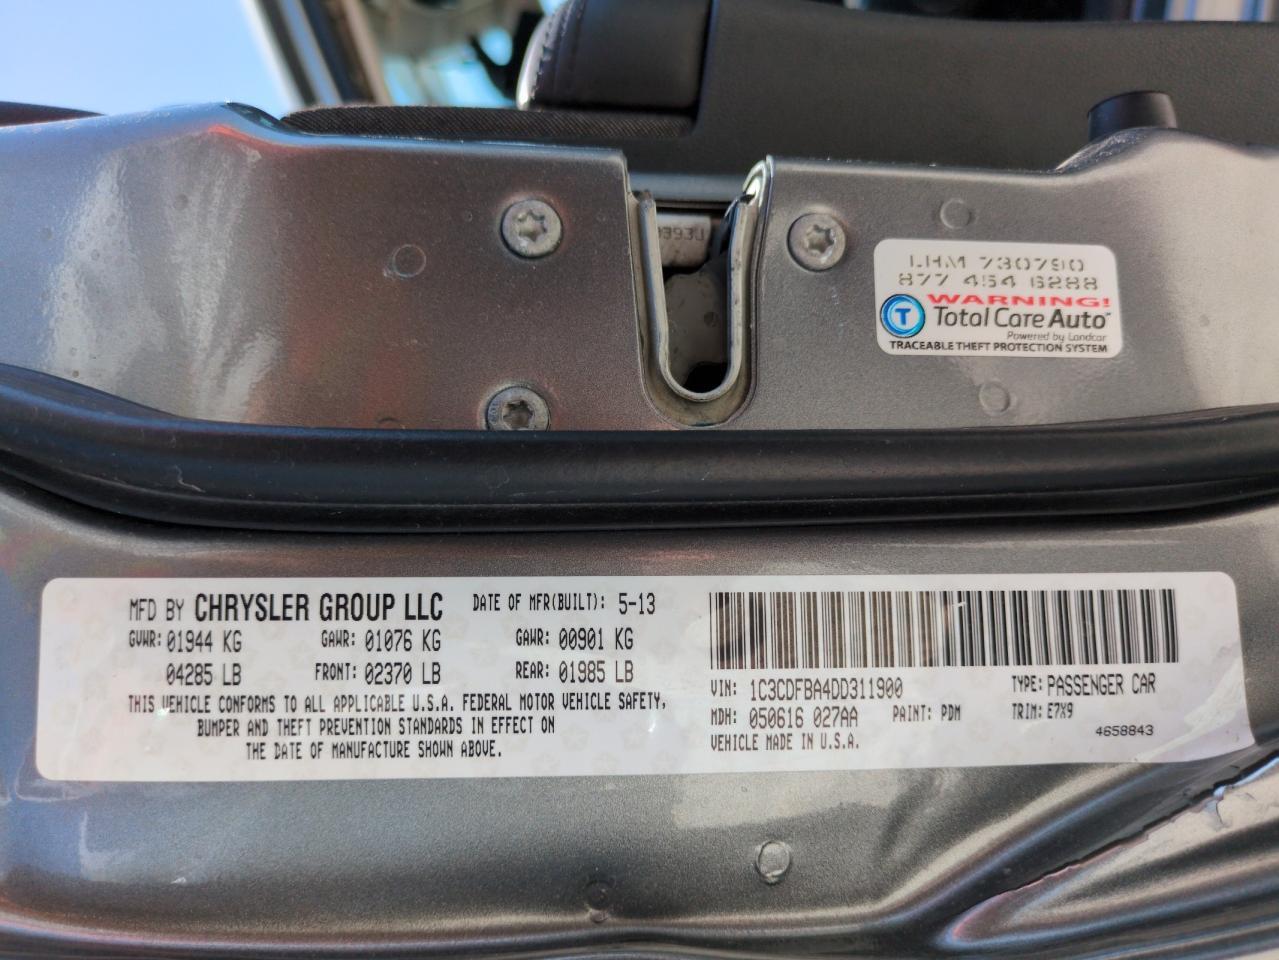 LHM 730790
877 454 6288
WARNING!
T Total Care Auto™
Powered by Landcar
TRACEABLE THEFT PROTECTION SYSTEM
MFD BY CHRYSLER GROUP LLC DATE OF MFR(BUILT): 5-13
GVWR: 01944 KG GAWR: 01076 KG GAWR: 00901 KG
04285 LB FRONT: 02370 LB REAR: 01985 LB
THIS VEHICLE CONFORMS TO ALL APPLICABLE U.S.A. FEDERAL MOTOR VEHICLE SAFETY,
BUMPER AND THEFT PREVENTION STANDARDS IN EFFECT ON
THE DATE OF MANUFACTURE SHOWN ABOVE.
VIN: 1C3CDFBA4DD311900 TYPE: PASSENGER CAR
MDH: 050616 027AA PAINT: PDM TRIM: E7X9
VEHICLE MADE IN U.S.A. 4658843